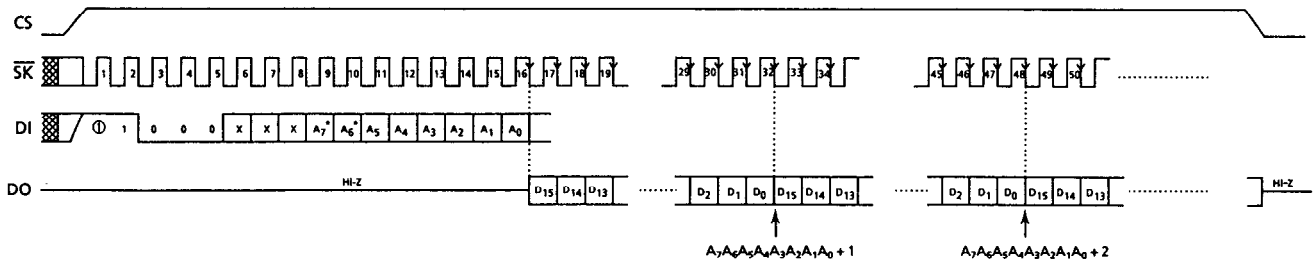 CS
SK 1 2 3 4 5 6 7 8 9 10 11 12 13 14 15 16 17 18 19 29 30 31 32 33 34 45 46 47 48 49 50
DI ① 1 0 0 0 X X X A7* A6* A5 A4 A3 A2 A1 A0
DO HI-Z D15 D14 D13 D2 D1 D0 D15 D14 D13 D2 D1 D0 D15 D14 D13 HI-Z
A7A6A5A4A3A2A1A0 + 1 A7A6A5A4A3A2A1A0 + 2